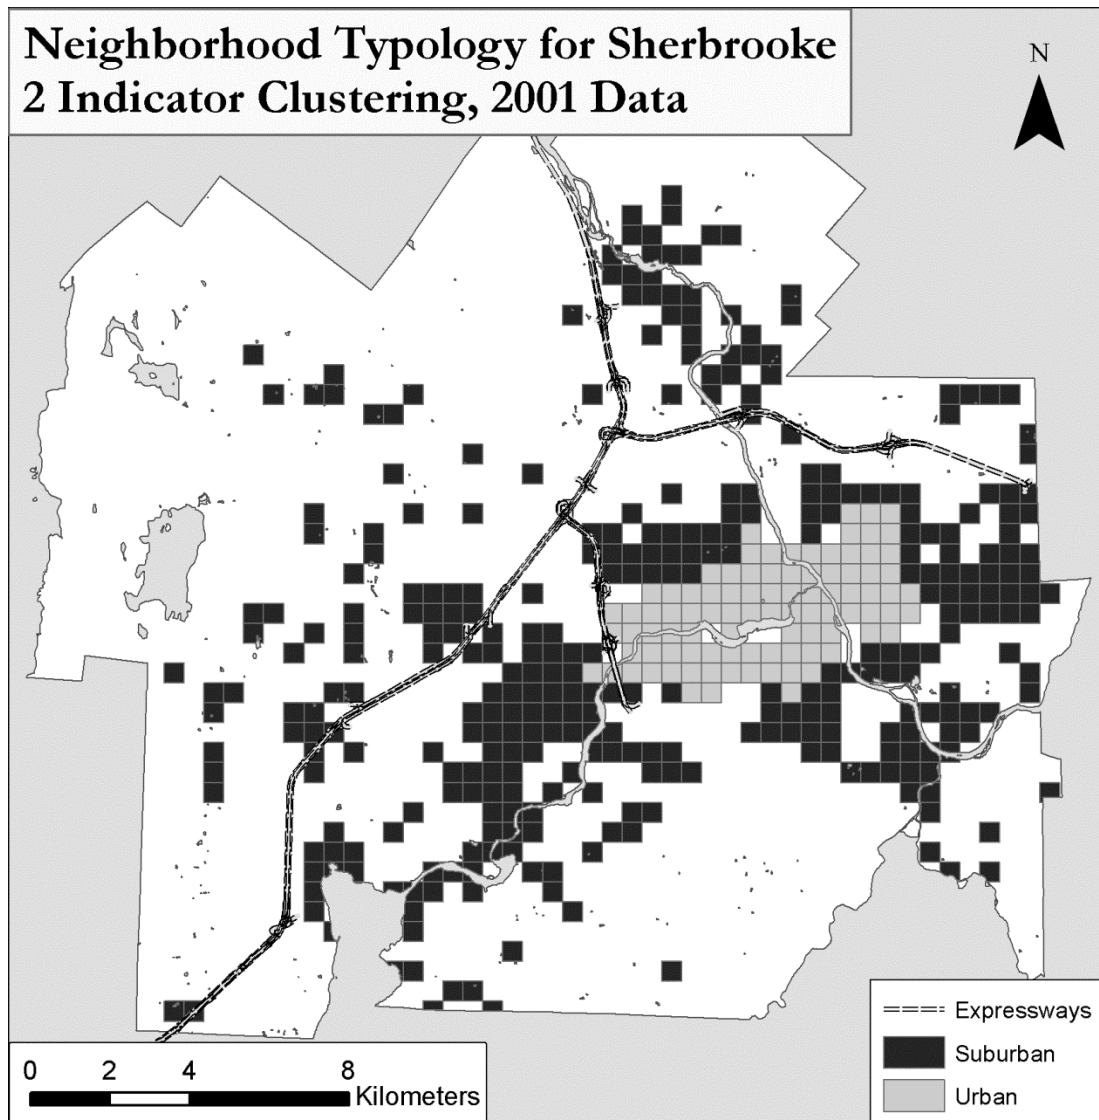 Neighborhood Typology for Sherbrooke
2 Indicator Clustering, 2001 Data
N
Expressways
Suburban
Urban
0 2 4 8
Kilometers